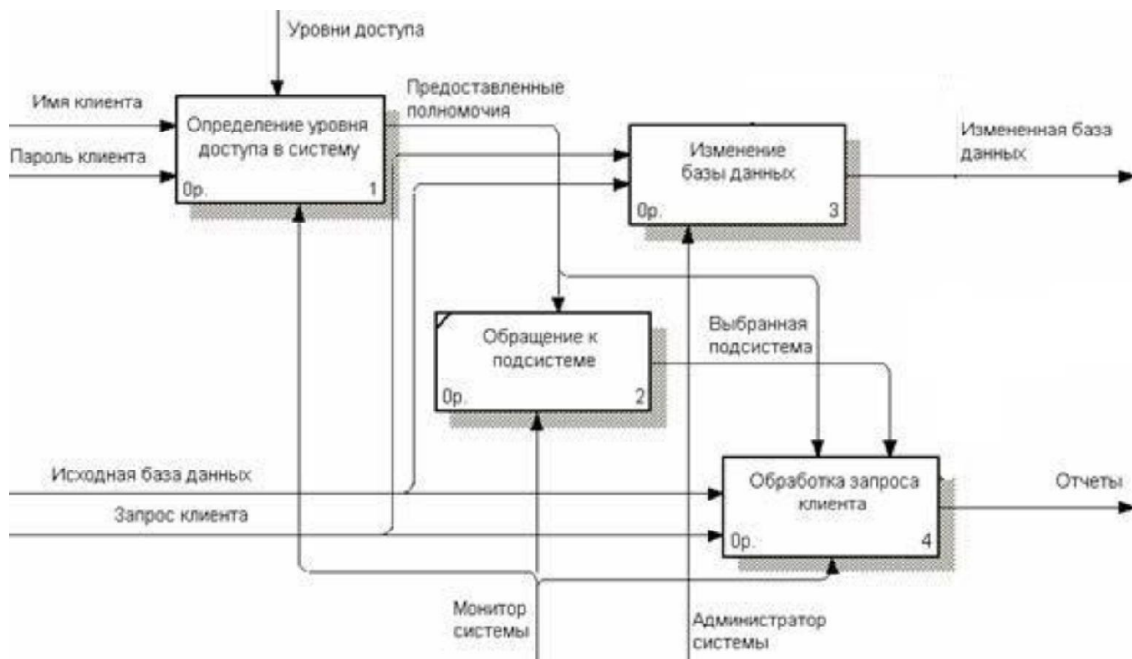 Уровни доступа
Имя клиента
Пароль клиента
Определение уровня
доступа в систему
0р.
1
Предоставленные
полномочия
Изменение
базы данных
0р.
3
Измененная база
данных
Обращение к
подсистеме
0р.
2
Выбранная
подсистема
Исходная база данных
Запрос клиента
Обработка запроса
клиента
0р.
4
Отчеты
Монитор
системы
Администратор
системы